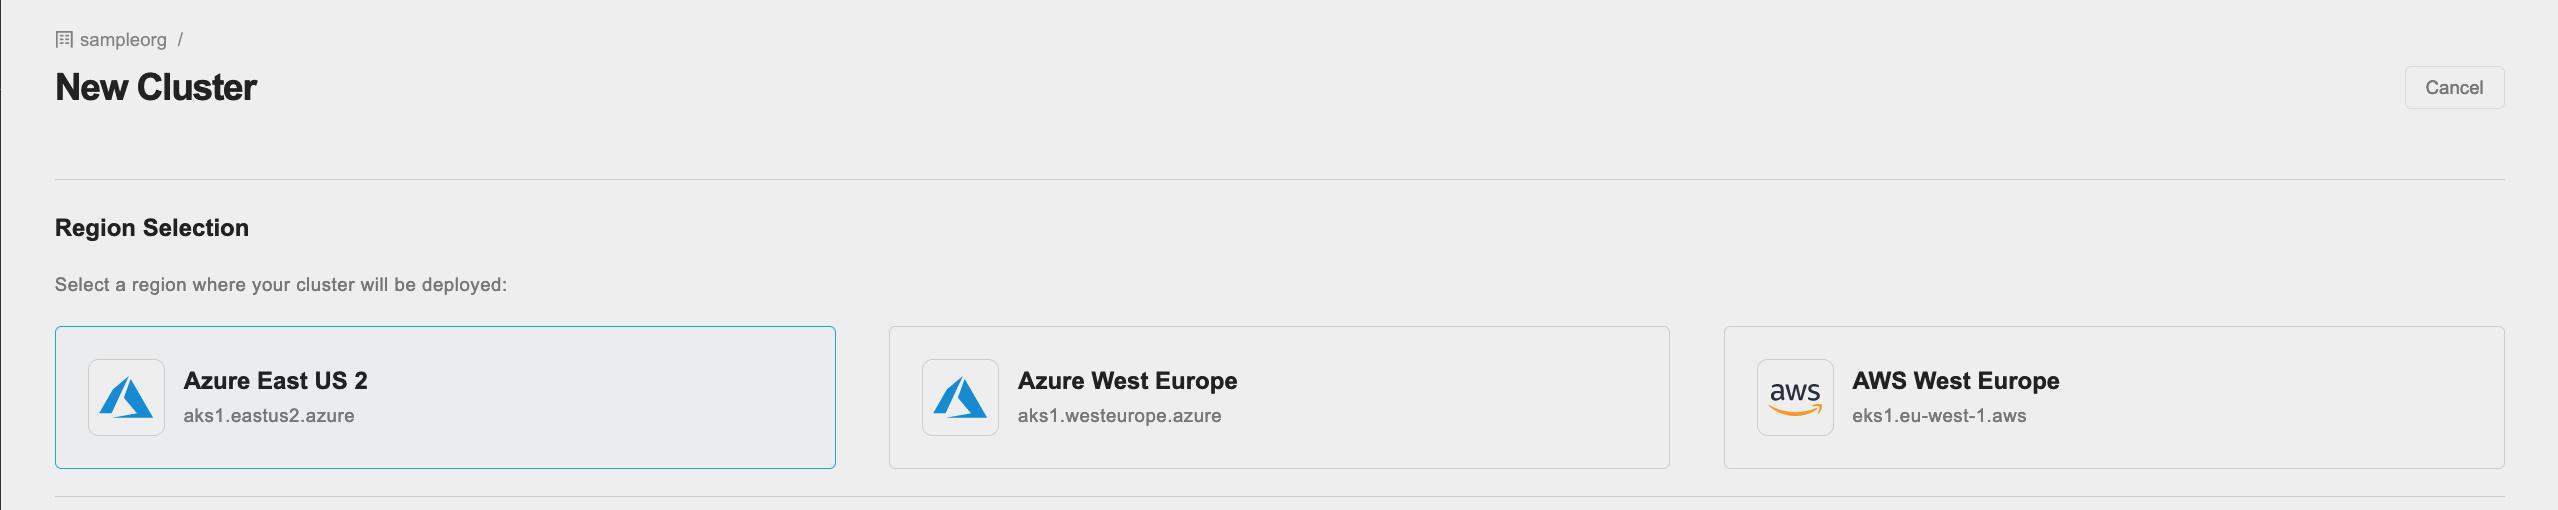 sampleorg /
New Cluster
Cancel
Region Selection
Select a region where your cluster will be deployed:
Azure East US 2
aks1.eastus2.azure
Azure West Europe
aks1.westeurope.azure
aws
AWS West Europe
eks1.eu-west-1.aws